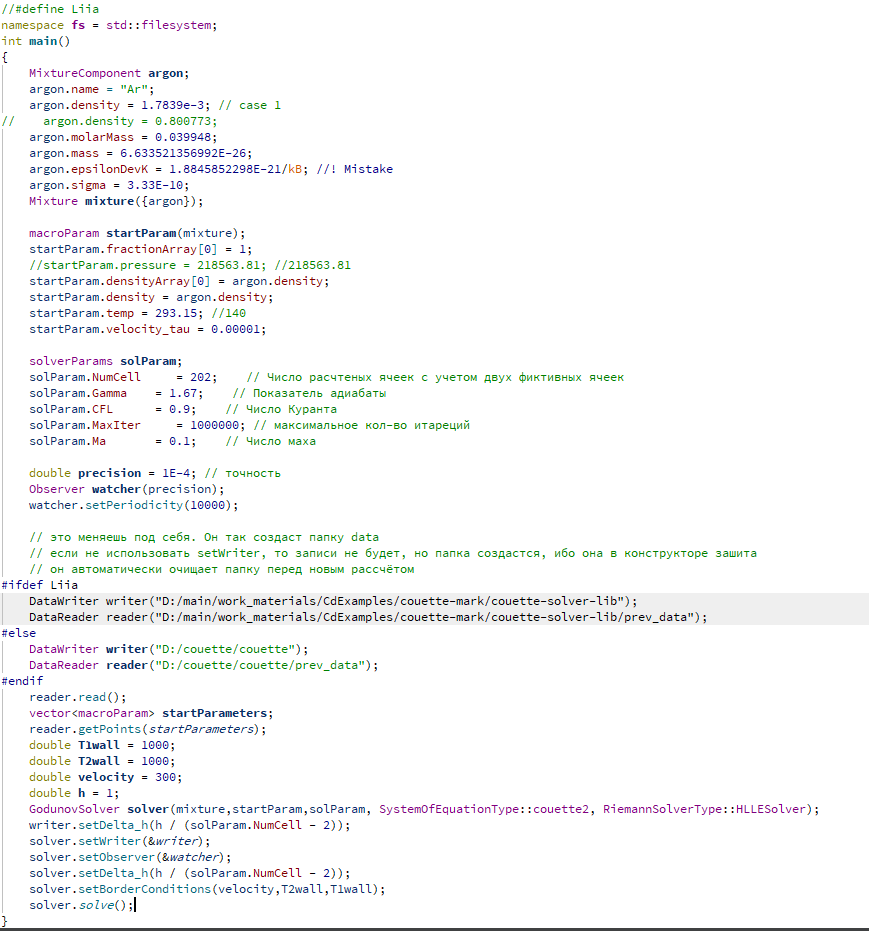 //#define Liia
namespace fs = std::filesystem;
int main()
{
    MixtureComponent argon;
    argon.name = "Ar";
    argon.density = 1.7839e-3; // case 1
//    argon.density = 0.800773;
    argon.molarMass = 0.039948;
    argon.mass = 6.633521356992E-26;
    argon.epsilonDevK = 1.8845852298E-21/kB; //! Mistake
    argon.sigma = 3.33E-10;
    Mixture mixture({argon});

    macroParam startParam(mixture);
    startParam.fractionArray[0] = 1;
    //startParam.pressure = 218563.81; //218563.81
    startParam.densityArray[0] = argon.density;
    startParam.density = argon.density;
    startParam.temp = 293.15; //140
    startParam.velocity_tau = 0.00001;

    solverParams solParam;
    solParam.NumCell     = 202;    // Число расчтеных ячеек с учетом двух фиктивных ячеек
    solParam.Gamma    = 1.67;    // Показатель адиабаты
    solParam.CFL      = 0.9;    // Число Куранта
    solParam.MaxIter     = 1000000; // максимальное кол-во итареций
    solParam.Ma       = 0.1;    // Число маха

    double precision = 1E-4; // точность
    Observer watcher(precision);
    watcher.setPeriodicity(10000);

    // это меняешь под себя. Он так создаст папку data
    // если не использовать setWriter, то записи не будет, но папка создастся, ибо она в конструкторе зашита
    // он автоматически очищает папку перед новым рассчётом
#ifdef Liia
    DataWriter writer("D:/main/work_materials/CdExamples/couette-mark/couette-solver-lib");
    DataReader reader("D:/main/work_materials/CdExamples/couette-mark/couette-solver-lib/prev_data");
#else
    DataWriter writer("D:/couette/couette");
    DataReader reader("D:/couette/couette/prev_data");
#endif
    reader.read();
    vector<macroParam> startParameters;
    reader.getPoints(startParameters);
    double T1wall = 1000;
    double T2wall = 1000;
    double velocity = 300;
    double h = 1;
    GodunovSolver solver(mixture,startParam,solParam, SystemOfEquationType::couette2, RiemannSolverType::HLLESolver);
    writer.setDelta_h(h / (solParam.NumCell - 2));
    solver.setWriter(&writer);
    solver.setObserver(&watcher);
    solver.setDelta_h(h / (solParam.NumCell - 2));
    solver.setBorderConditions(velocity,T2wall,T1wall);
    solver.solve();
}